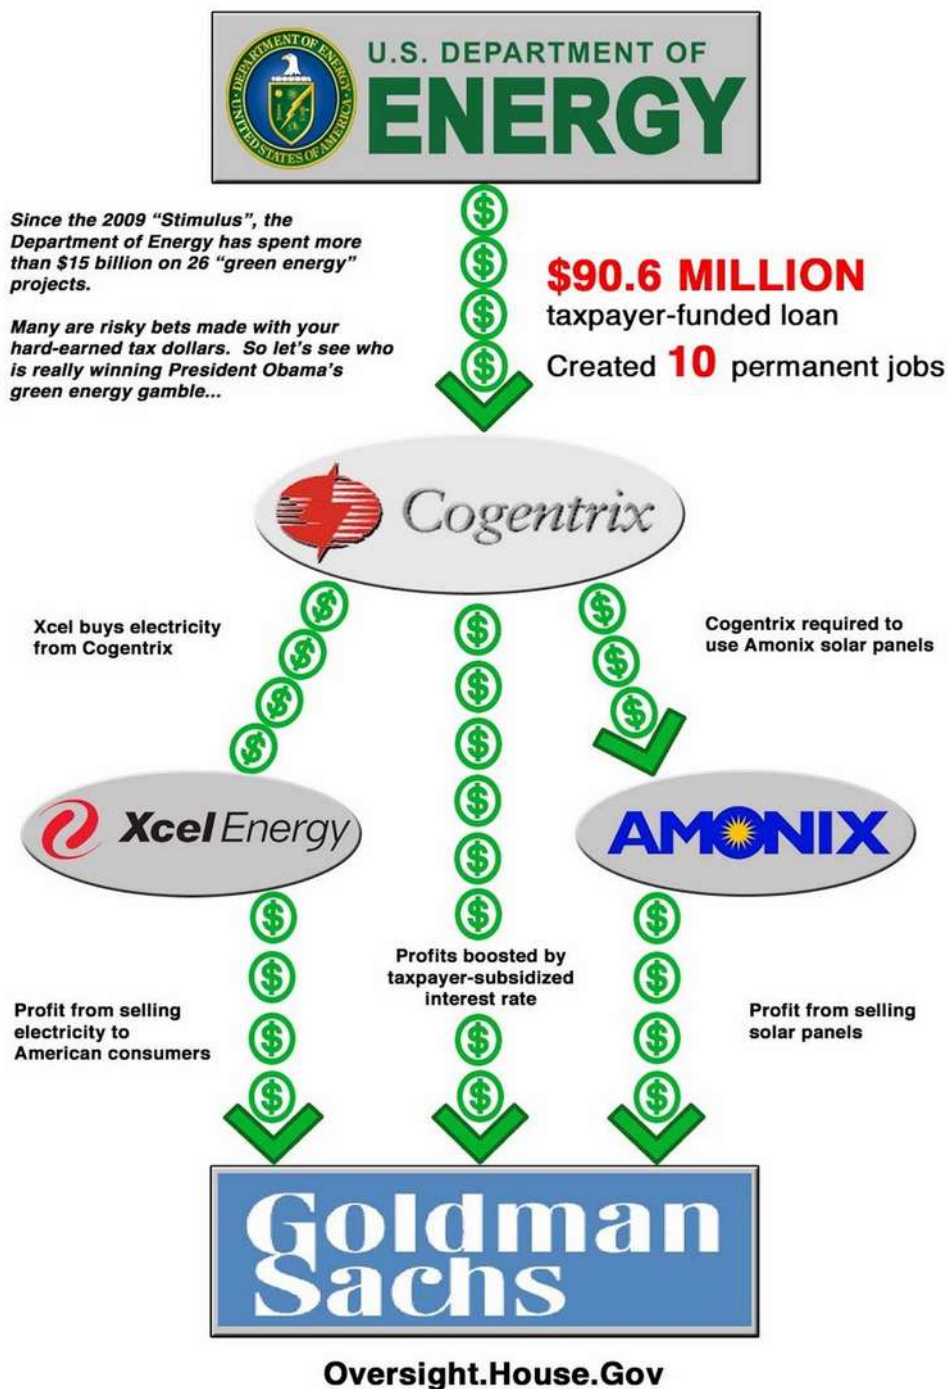 U.S. DEPARTMENT OF
ENERGY
DEPARTMENT OF ENERGY
UNITED STATES OF AMERICA
Since the 2009 “Stimulus”, the
Department of Energy has spent more
than $15 billion on 26 “green energy”
projects.
Many are risky bets made with your
hard-earned tax dollars. So let's see who
is really winning President Obama's
green energy gamble...
$90.6 MILLION
taxpayer-funded loan
Created 10 permanent jobs
Cogentrix
Xcel buys electricity
from Cogentrix
Cogentrix required to
use Amonix solar panels
Xcel Energy
AMONIX
Profits boosted by
taxpayer-subsidized
interest rate
Profit from selling
electricity to
American consumers
Profit from selling
solar panels
Goldman
Sachs
Oversight.House.Gov